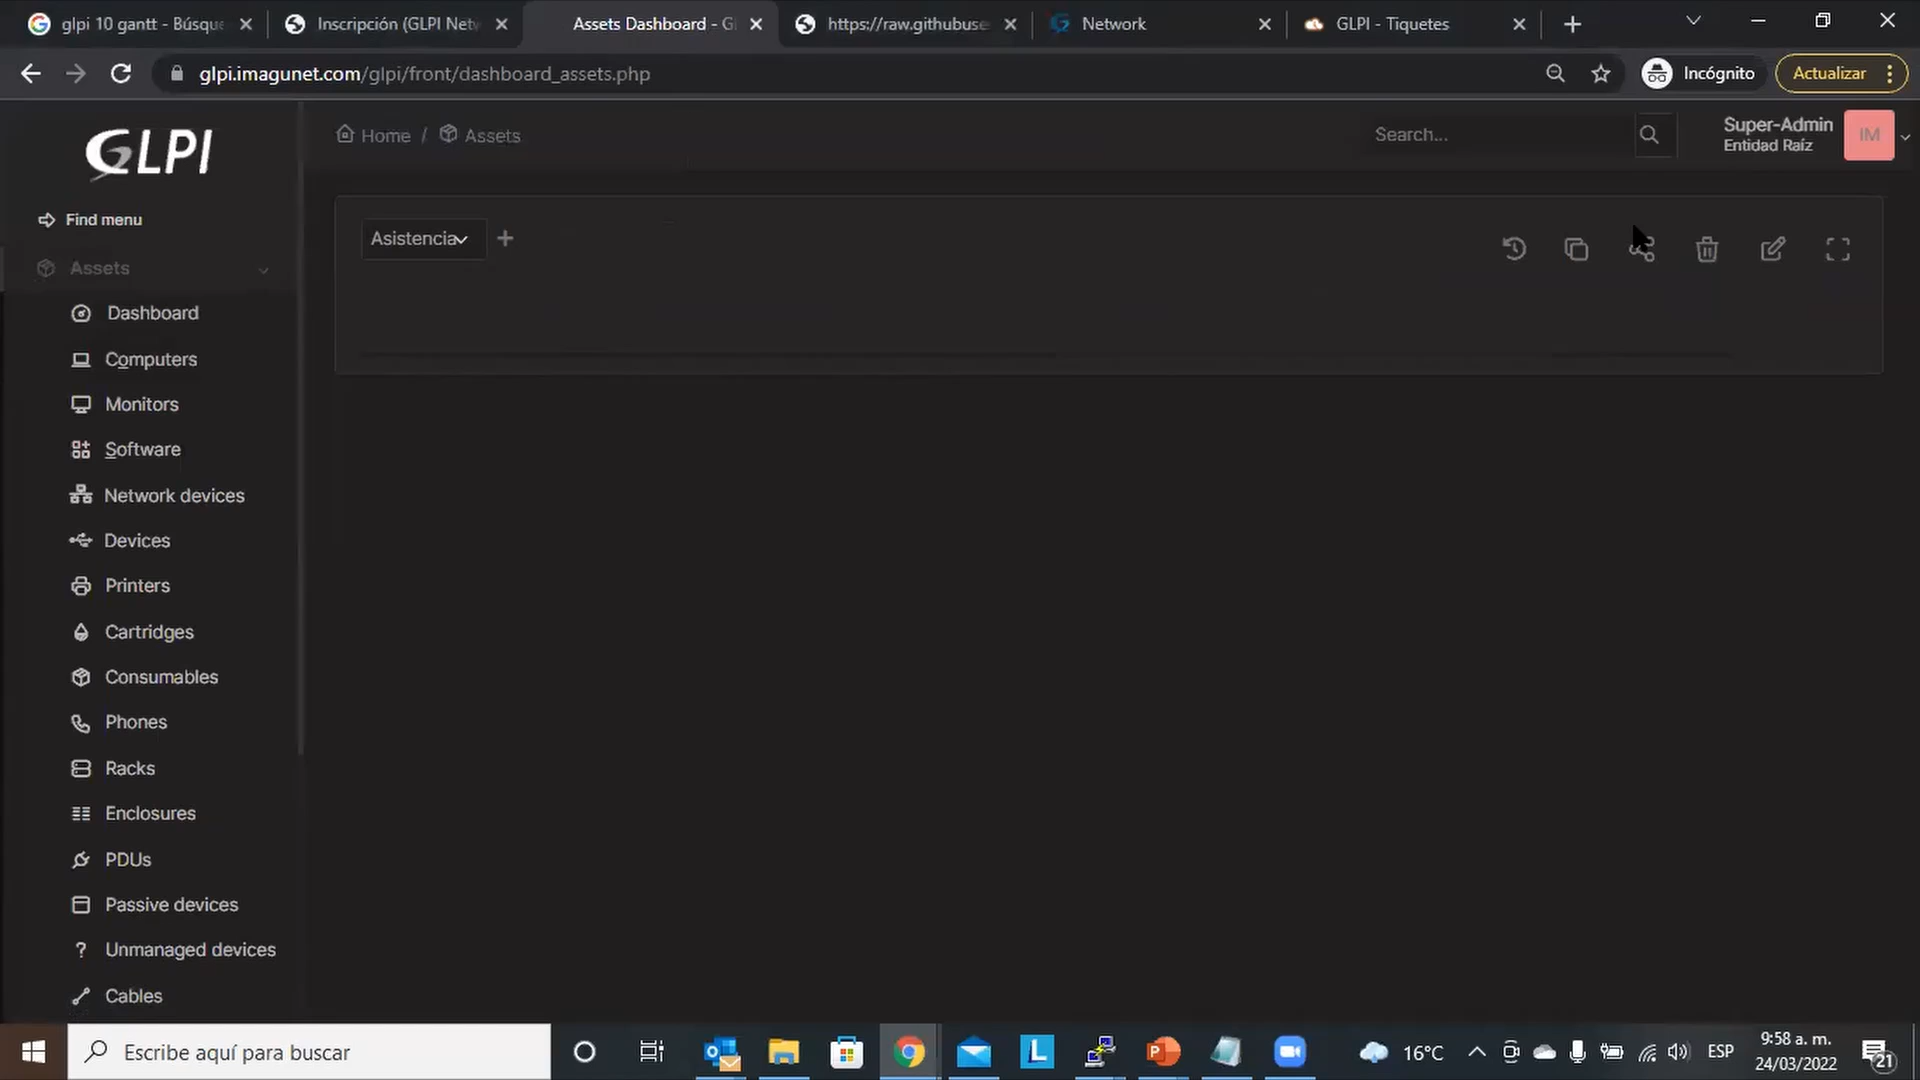 glpi 10 gantt - Búsque
Inscripción (GLPI Netw
Assets Dashboard - G
https://raw.githubuse
Network
GLPI - Tiquetes
glpi.imagunet.com/glpi/front/dashboard_assets.php
Incógnito
Actualizar
GLPI
Home / Assets
Search...
Super-Admin
Entidad Raíz
IM
Find menu
Asistencia
Assets
Dashboard
Computers
Monitors
Software
Network devices
Devices
Printers
Cartridges
Consumables
Phones
Racks
Enclosures
PDUs
Passive devices
Unmanaged devices
Cables
Escribe aquí para buscar
L
16°C
ESP
9:58 a. m.
24/03/2022
21